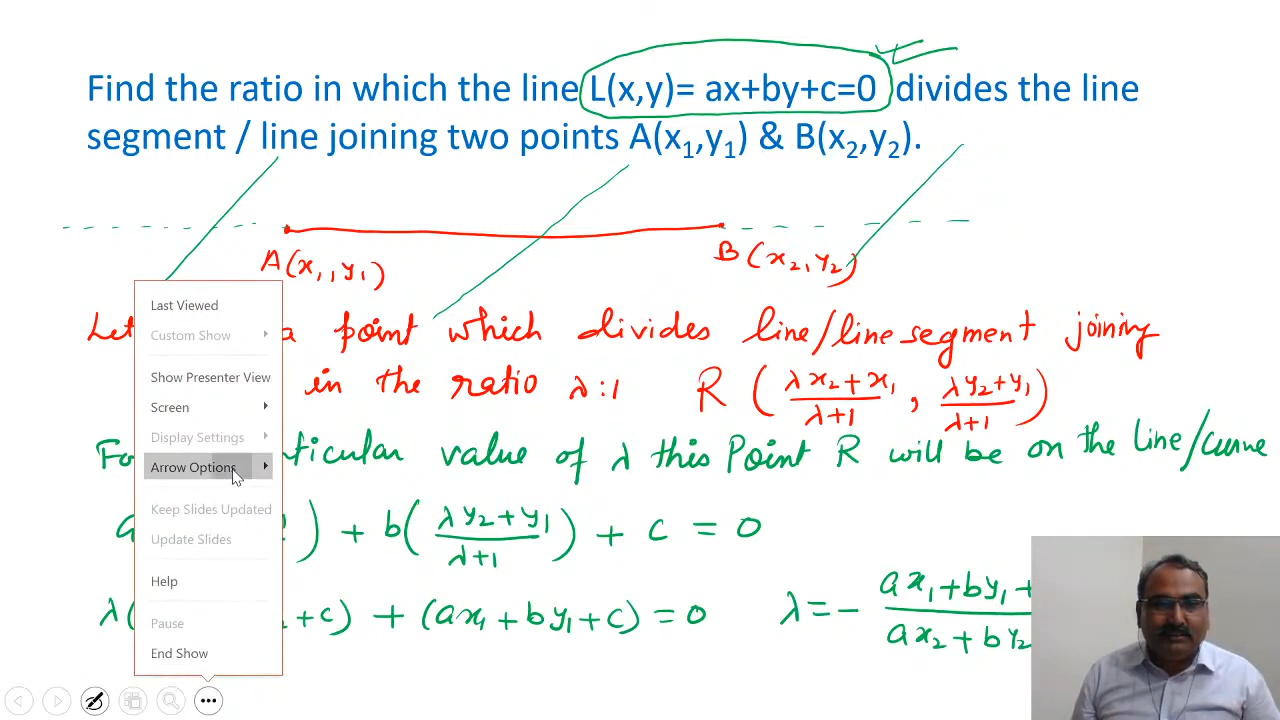 Find the ratio in which the line L(x,y)= ax+by+c=0 divides the line
segment / line joining two points A(x₁,y₁) & B(x₂,y₂).
A(x₁,y₁) B(x₂,y₂)
Let a point which divides line/line segment joining
in the ratio λ:1 R ( (λx₂+x₁)/(λ+1) , (λy₂+y₁)/(λ+1) )
value of λ this Point R will be on the line/curve
) + b( (λy₂+y₁)/(λ+1) ) + c = 0
λ( +c) + (ax₁+by₁+c) = 0 λ = - (ax₁+by₁+)/(ax₂+by₂)
Last Viewed
Custom Show
Show Presenter View
Screen
Display Settings
Arrow Options
Keep Slides Updated
Update Slides
Help
Pause
End Show